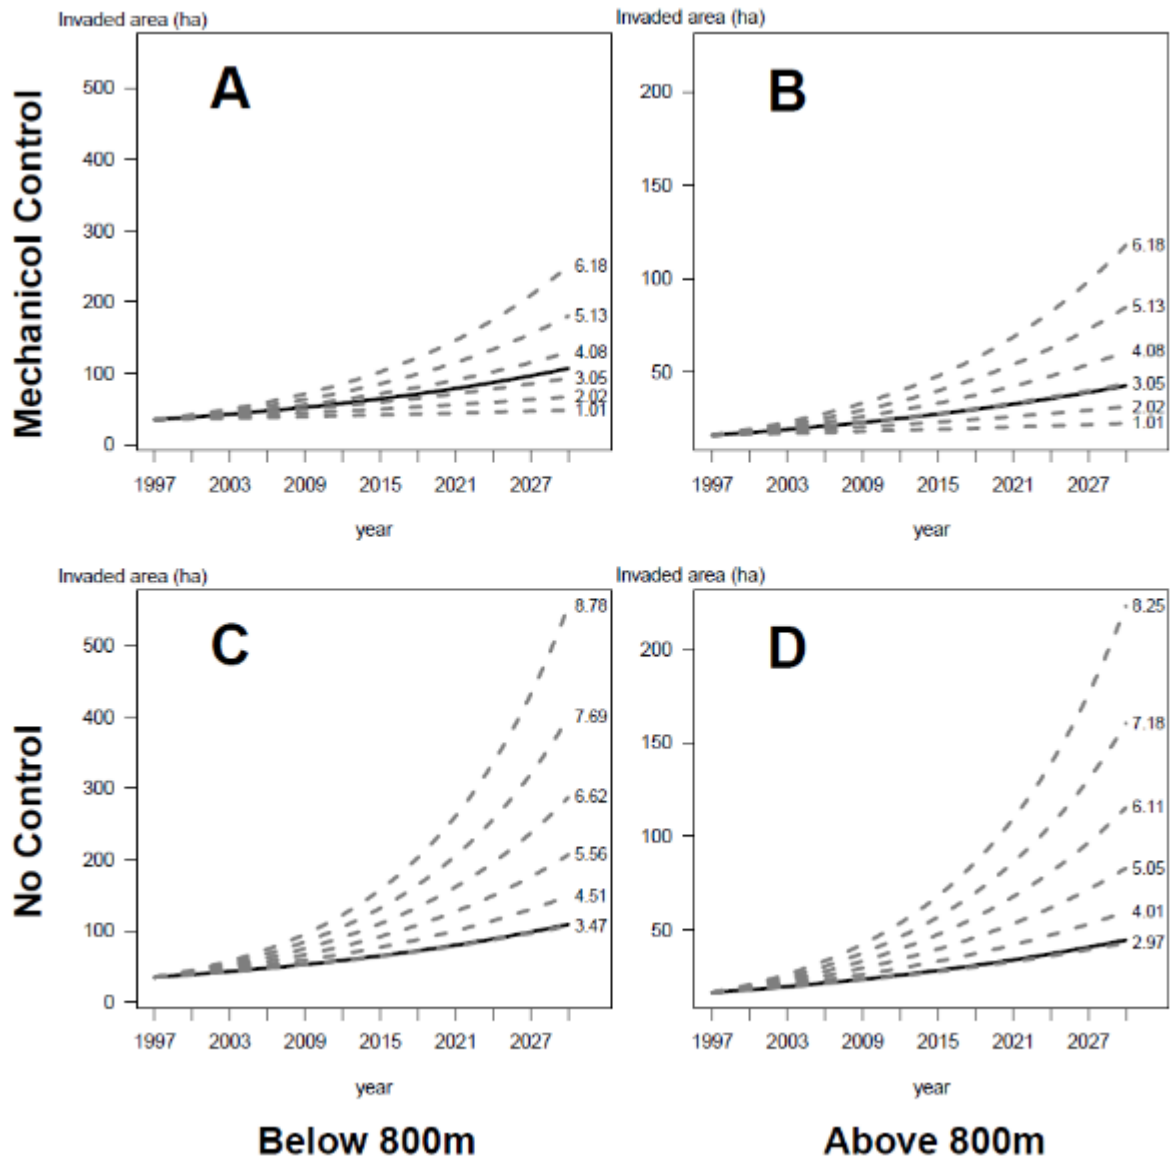 Mechanicol Control
Invaded area (ha)
A
500
400
300
200
100
0
6.18
5.13
4.08
3.05
2.02
1.01
1997 2003 2009 2015 2021 2027
year
Invaded area (ha)
B
200
150
100
50
6.18
5.13
4.08
3.05
2.02
1.01
1997 2003 2009 2015 2021 2027
year
No Control
Invaded area (ha)
C
500
400
300
200
100
0
8.78
7.69
6.62
5.56
4.51
3.47
1997 2003 2009 2015 2021 2027
year
Below 800m
Invaded area (ha)
D
200
150
100
50
8.25
7.18
6.11
5.05
4.01
2.97
1997 2003 2009 2015 2021 2027
year
Above 800m